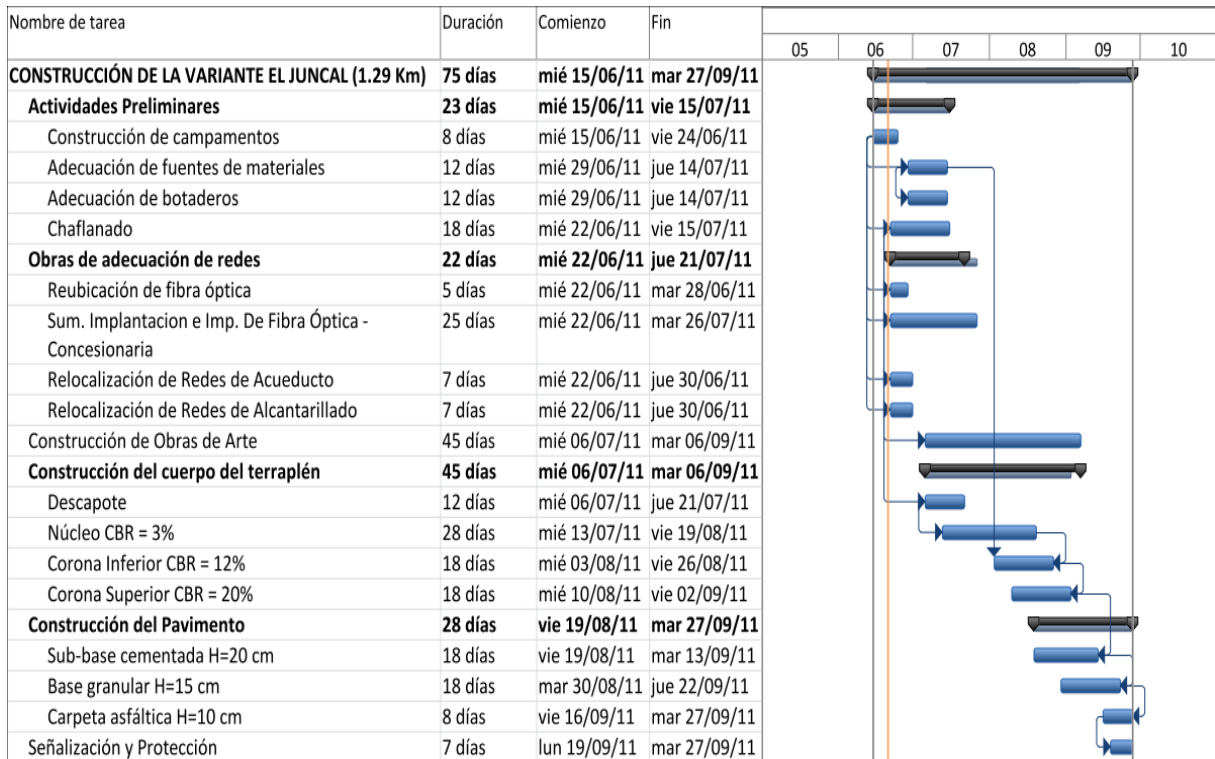 Nombre de tarea Duración Comienzo Fin
05 06 07 08 09 10
CONSTRUCCIÓN DE LA VARIANTE EL JUNCAL (1.29 Km) 75 días mié 15/06/11 mar 27/09/11
Actividades Preliminares 23 días mié 15/06/11 vie 15/07/11
Construcción de campamentos 8 días mié 15/06/11 vie 24/06/11
Adecuación de fuentes de materiales 12 días mié 29/06/11 jue 14/07/11
Adecuación de botaderos 12 días mié 29/06/11 jue 14/07/11
Chaflanado 18 días mié 22/06/11 vie 15/07/11
Obras de adecuación de redes 22 días mié 22/06/11 jue 21/07/11
Reubicación de fibra óptica 5 días mié 22/06/11 mar 28/06/11
Sum. Implantacion e Imp. De Fibra Óptica - 25 días mié 22/06/11 mar 26/07/11
Concesionaria
Relocalización de Redes de Acueducto 7 días mié 22/06/11 jue 30/06/11
Relocalización de Redes de Alcantarillado 7 días mié 22/06/11 jue 30/06/11
Construcción de Obras de Arte 45 días mié 06/07/11 mar 06/09/11
Construcción del cuerpo del terraplén 45 días mié 06/07/11 mar 06/09/11
Descapote 12 días mié 06/07/11 jue 21/07/11
Núcleo CBR = 3% 28 días mié 13/07/11 vie 19/08/11
Corona Inferior CBR = 12% 18 días mié 03/08/11 vie 26/08/11
Corona Superior CBR = 20% 18 días mié 10/08/11 vie 02/09/11
Construcción del Pavimento 28 días vie 19/08/11 mar 27/09/11
Sub-base cementada H=20 cm 18 días vie 19/08/11 mar 13/09/11
Base granular H=15 cm 18 días mar 30/08/11 jue 22/09/11
Carpeta asfáltica H=10 cm 8 días vie 16/09/11 mar 27/09/11
Señalización y Protección 7 días lun 19/09/11 mar 27/09/11